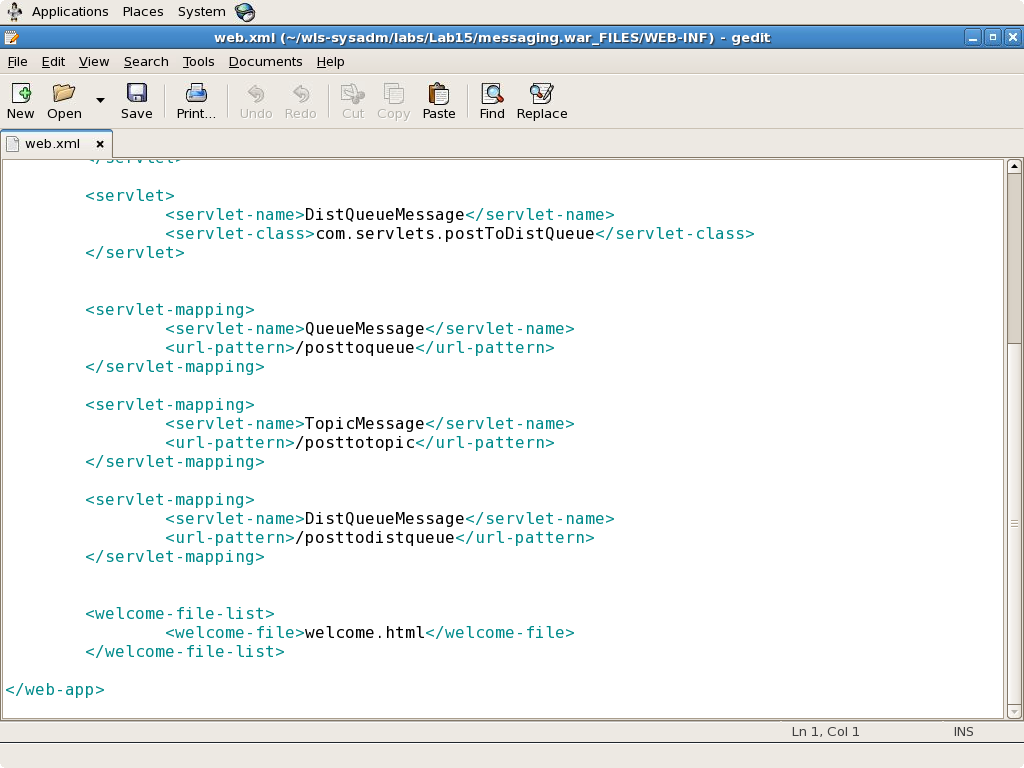 Applications Places System
web.xml (~/wls-sysadm/labs/Lab15/messaging.war_FILES/WEB-INF) - gedit
File Edit View Search Tools Documents Help
New Open Save Print... Undo Redo Cut Copy Paste Find Replace
web.xml
</servlet>
<servlet>
<servlet-name>DistQueueMessage</servlet-name>
<servlet-class>com.servlets.postToDistQueue</servlet-class>
</servlet>
<servlet-mapping>
<servlet-name>QueueMessage</servlet-name>
<url-pattern>/posttoqueue</url-pattern>
</servlet-mapping>
<servlet-mapping>
<servlet-name>TopicMessage</servlet-name>
<url-pattern>/posttotopic</url-pattern>
</servlet-mapping>
<servlet-mapping>
<servlet-name>DistQueueMessage</servlet-name>
<url-pattern>/posttodistqueue</url-pattern>
</servlet-mapping>
<welcome-file-list>
<welcome-file>welcome.html</welcome-file>
</welcome-file-list>
</web-app>
Ln 1, Col 1 INS